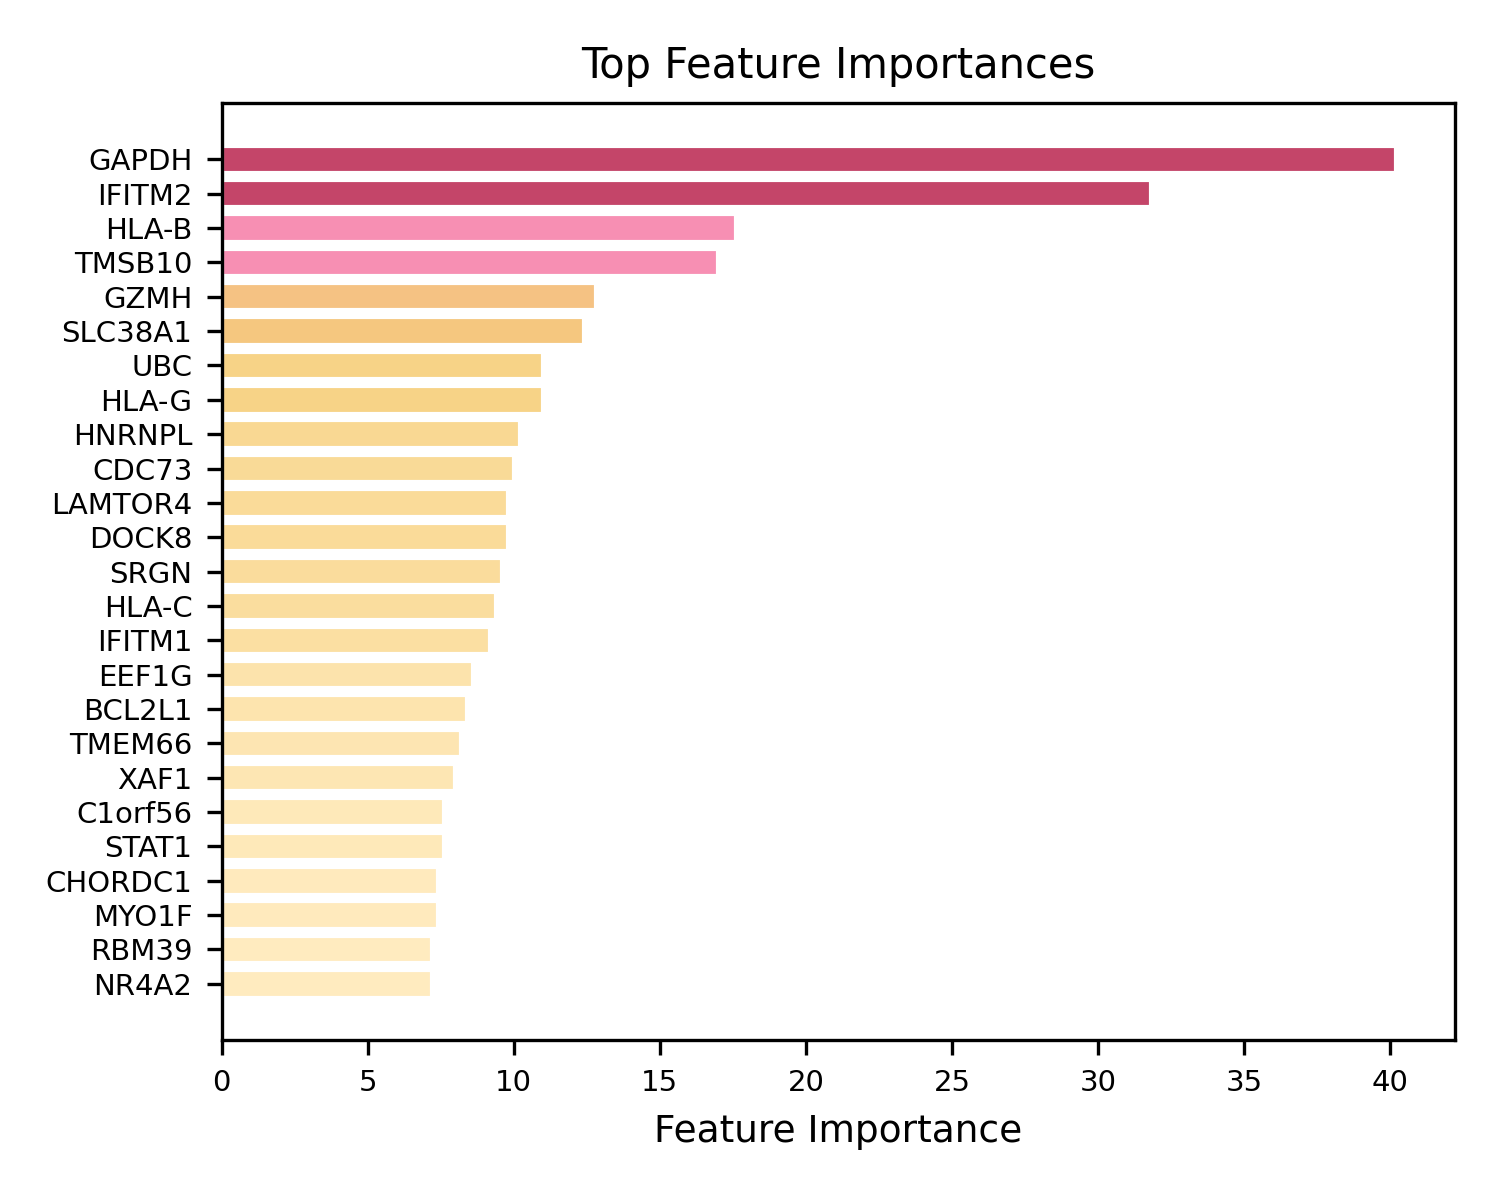 Top Feature Importances
GAPDH
IFITM2
HLA-B
TMSB10
GZMH
SLC38A1
UBC
HLA-G
HNRNPL
CDC73
LAMTOR4
DOCK8
SRGN
HLA-C
IFITM1
EEF1G
BCL2L1
TMEM66
XAF1
C1orf56
STAT1
CHORDC1
MYO1F
RBM39
NR4A2
0 5 10 15 20 25 30 35 40
Feature Importance